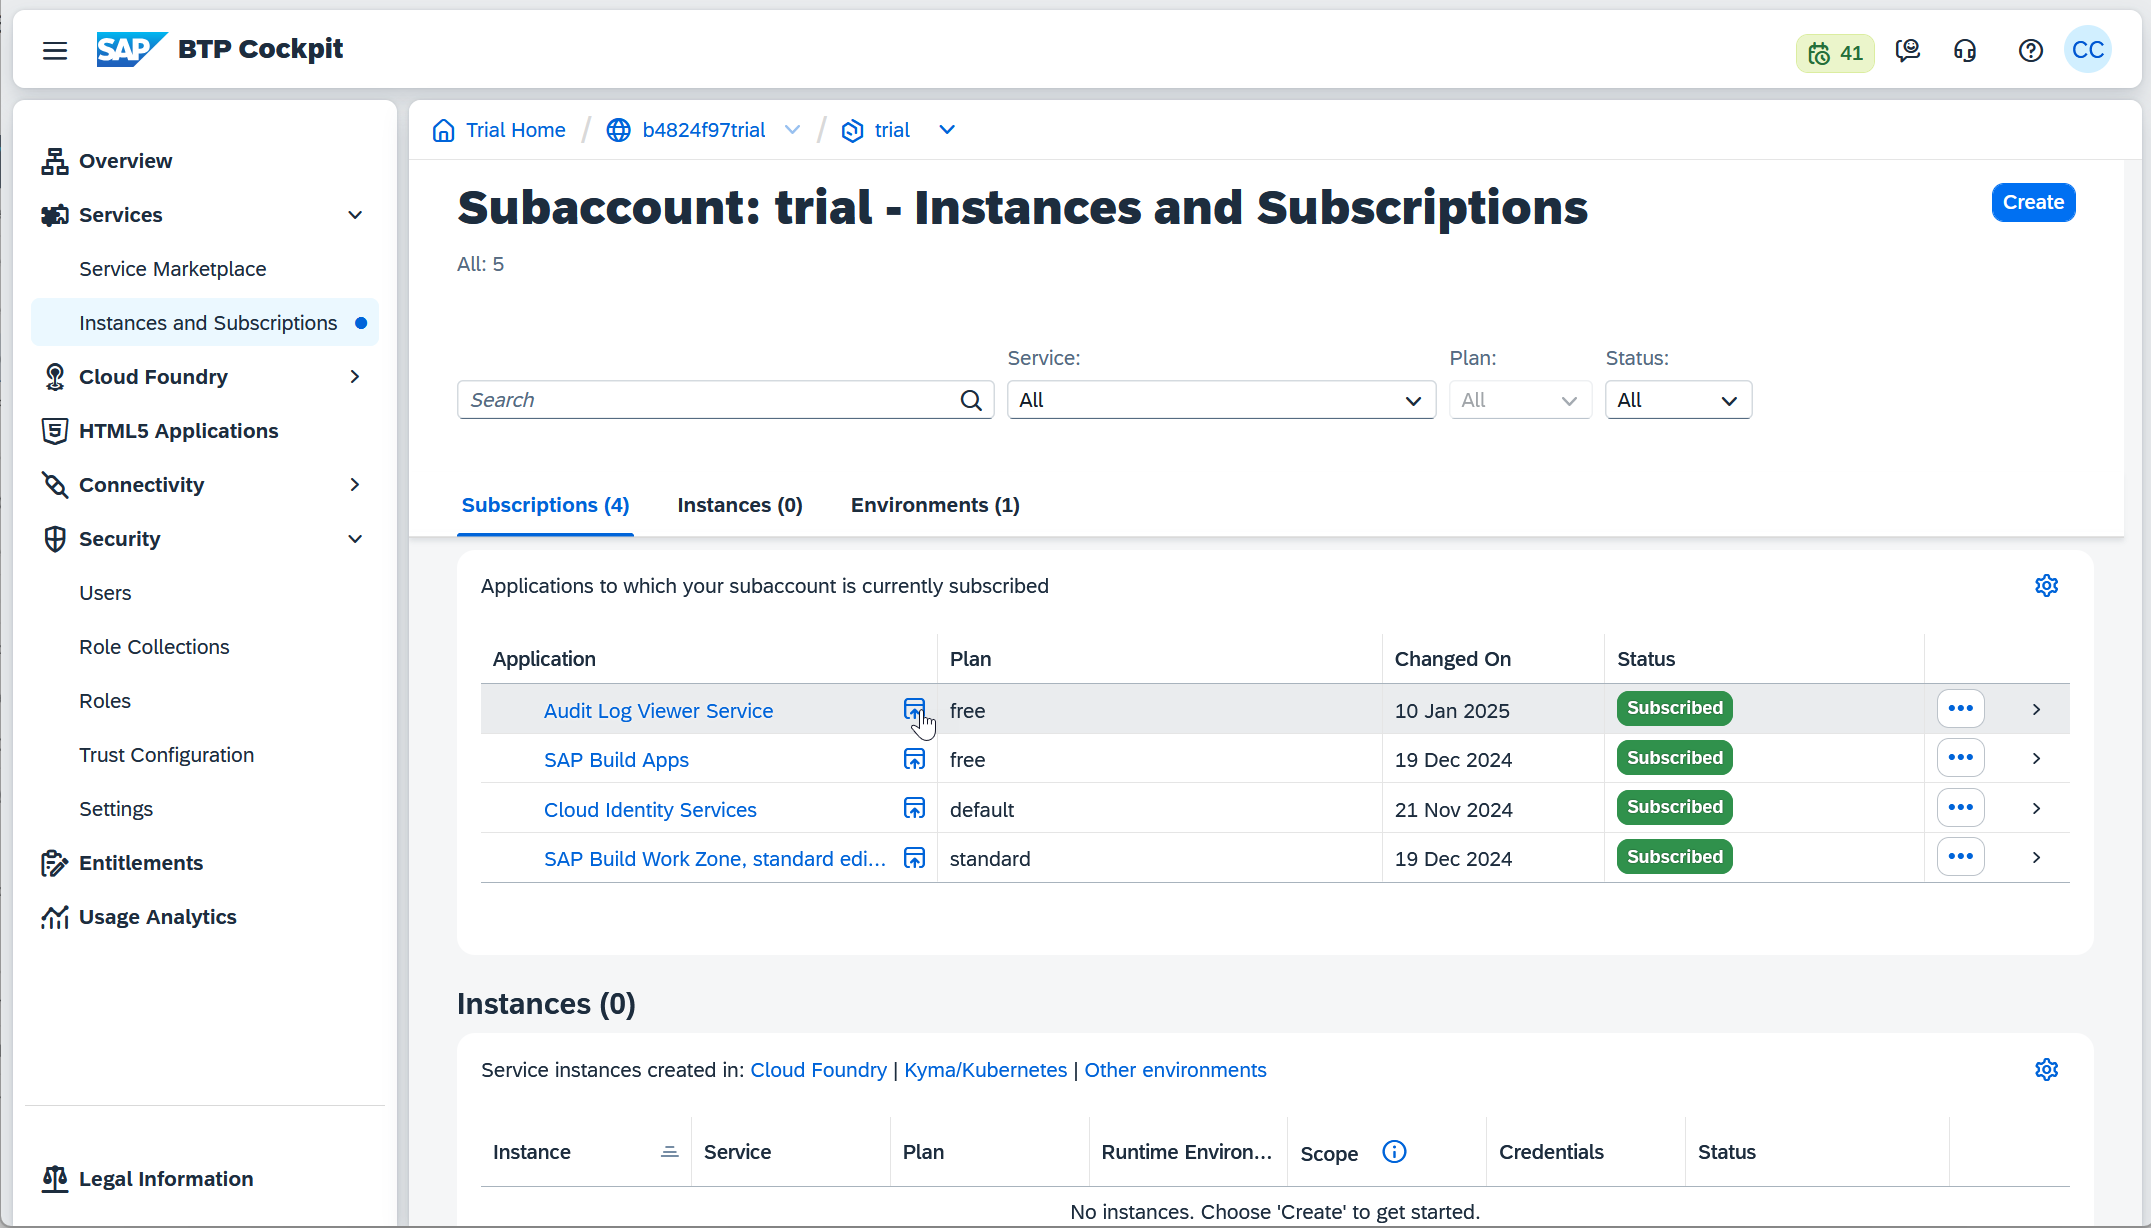 SAP BTP Cockpit
41
CC
Overview
Services
Service Marketplace
Instances and Subscriptions
Cloud Foundry
HTML5 Applications
Connectivity
Security
Users
Role Collections
Roles
Trust Configuration
Settings
Entitlements
Usage Analytics
Legal Information
Trial Home / b4824f97trial / trial
Subaccount: trial - Instances and Subscriptions
Create
All: 5
Service: Plan: Status:
Search All All All
Subscriptions (4) Instances (0) Environments (1)
Applications to which your subaccount is currently subscribed
Application Plan Changed On Status
Audit Log Viewer Service free 10 Jan 2025 Subscribed
SAP Build Apps free 19 Dec 2024 Subscribed
Cloud Identity Services default 21 Nov 2024 Subscribed
SAP Build Work Zone, standard edi... standard 19 Dec 2024 Subscribed
Instances (0)
Service instances created in: Cloud Foundry | Kyma/Kubernetes | Other environments
Instance Service Plan Runtime Environ... Scope Credentials Status
No instances. Choose 'Create' to get started.